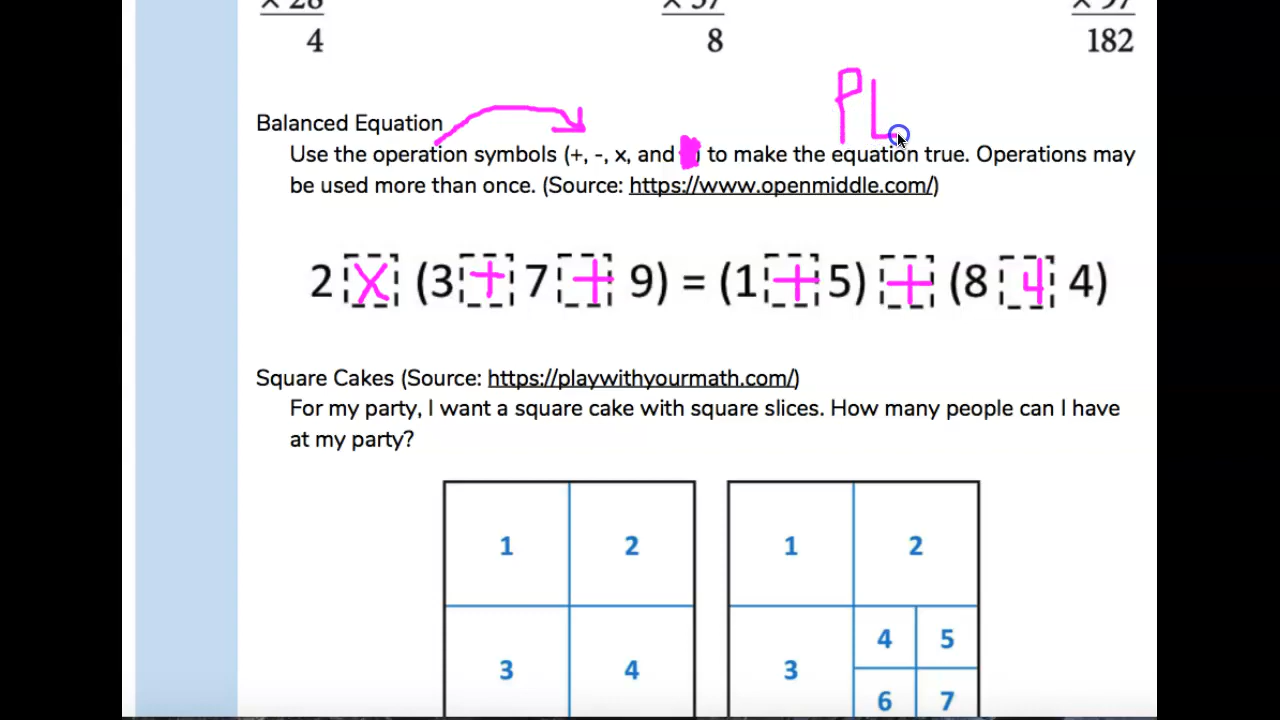 × 28 × 37 × 97
4 8 182
PL
Balanced Equation
Use the operation symbols (+, -, x, and ) to make the equation true. Operations may
be used more than once. (Source: https://www.openmiddle.com/)
2 X (3 + 7 + 9) = (1 + 5) + (8 4 4)
Square Cakes (Source: https://playwithyourmath.com/)
For my party, I want a square cake with square slices. How many people can I have
at my party?
1 2 1 2
4 5
3 4 3
6 7